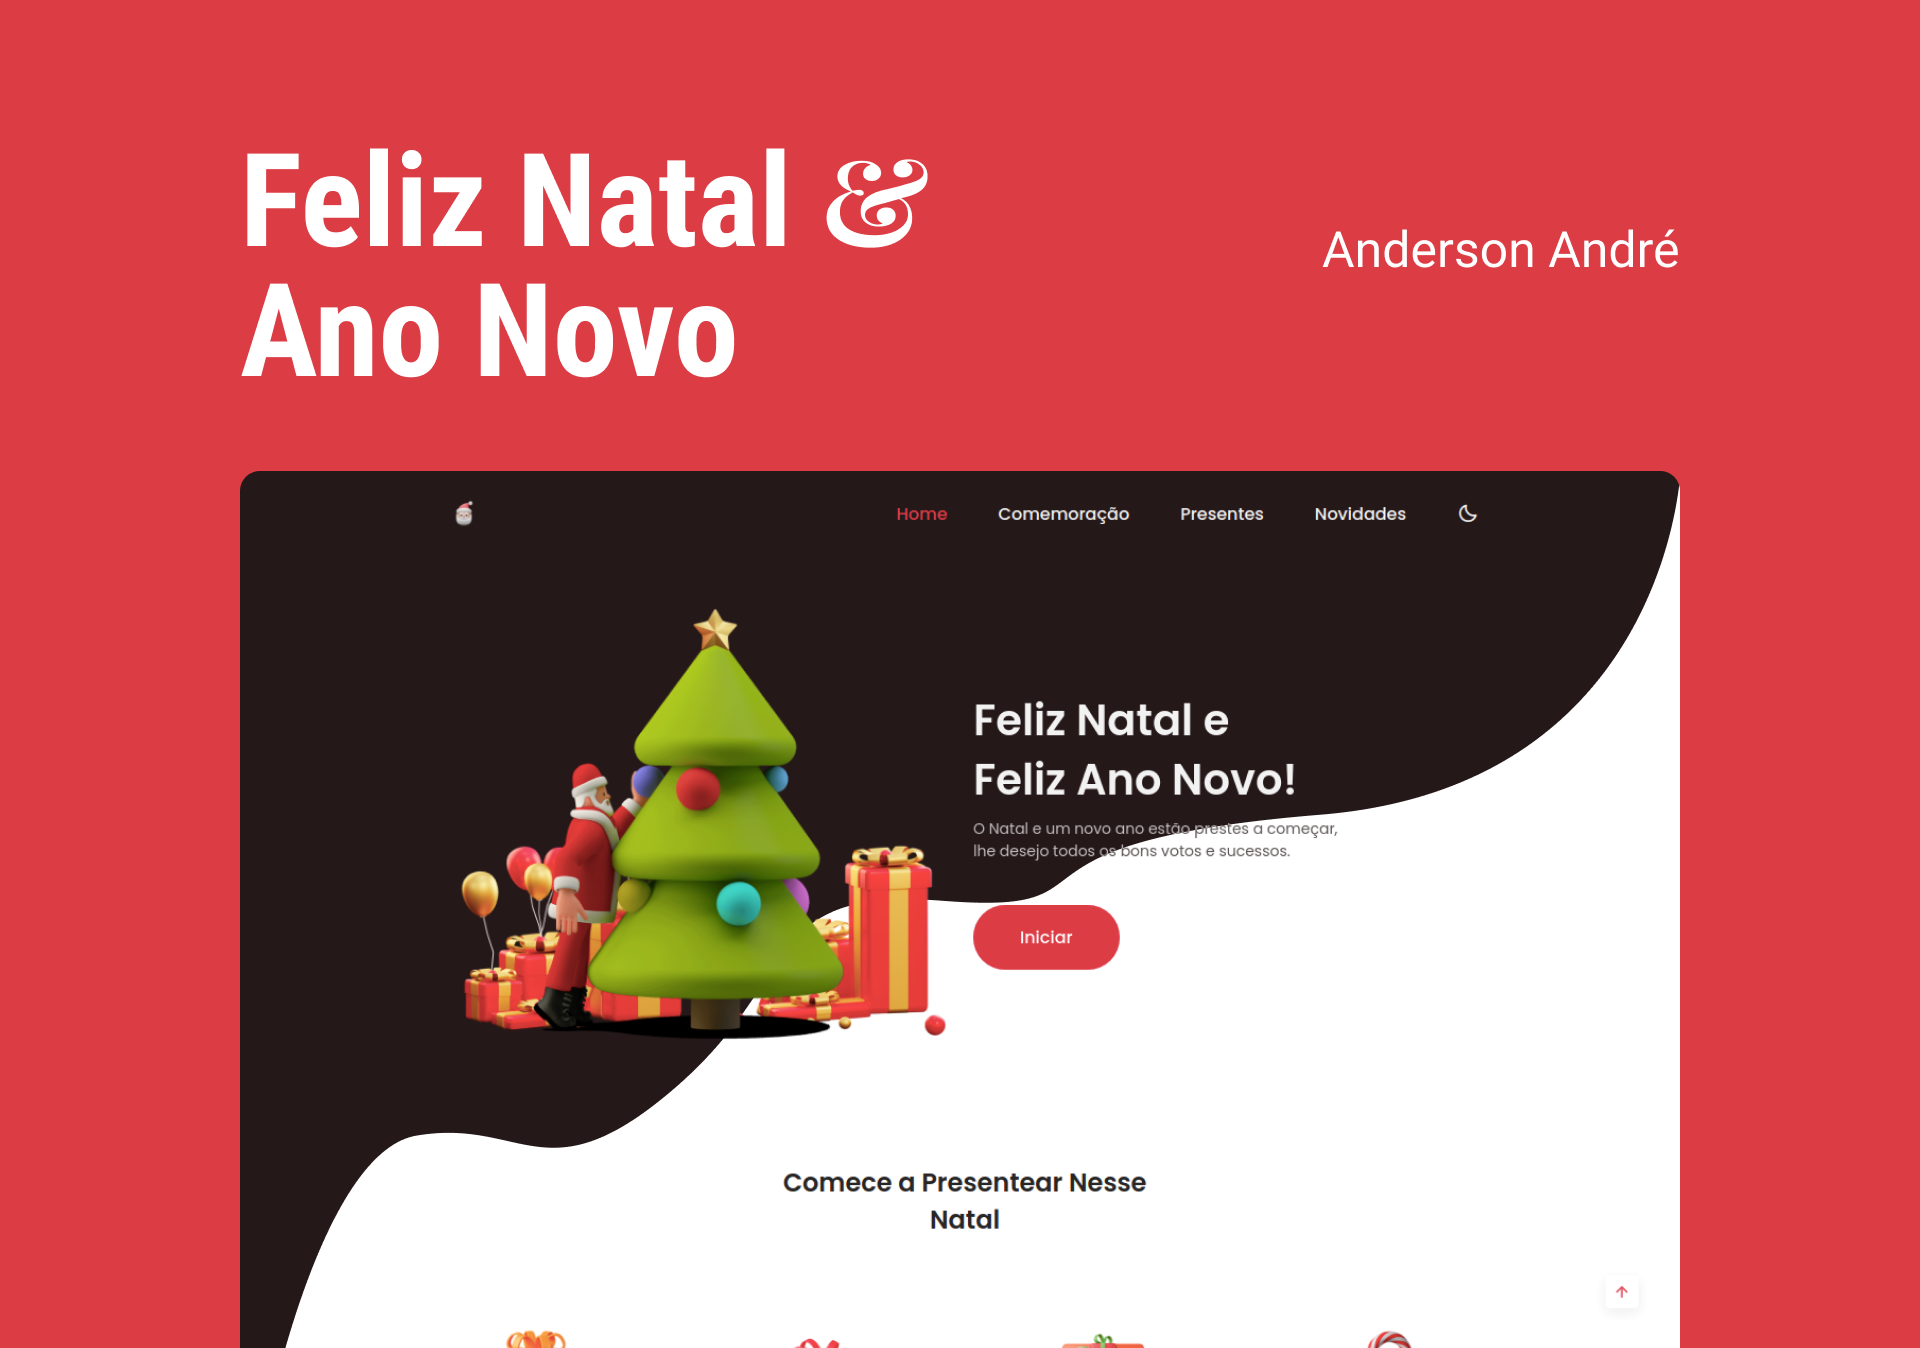 Feliz Natal &
Ano Novo
Anderson André
Home Comemoração Presentes Novidades
Feliz Natal e
Feliz Ano Novo!
O Natal e um novo ano estão prestes a começar,
lhe desejo todos os bons votos e sucessos.
Iniciar
Comece a Presentear Nesse
Natal